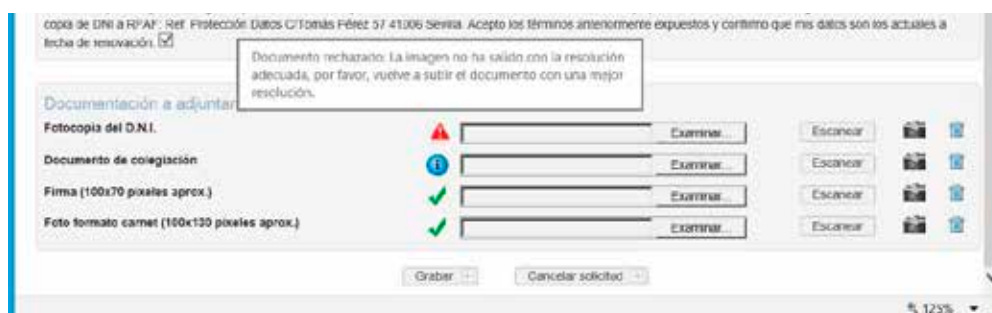 copia de DNI a RFAF: Ref. Protección Datos C/Tomás Pérez 57 41006 Sevilla. Acepto los términos anteriormente expuestos y confirmo que mis datos son los actuales a
fecha de renovación.
Documento rechazado: La imagen no ha salido con la resolución
adecuada, por favor, vuelve a subir el documento con una mejor
resolución.
Documentación a adjuntar
Fotocopia del D.N.I.
Examinar...
Escanear
Documento de colegiación
Examinar...
Escanear
Firma (100x70 pixeles aprox.)
Examinar...
Escanear
Foto formato carnet (100x130 pixeles aprox.)
Examinar...
Escanear
Grabar
Cancelar solicitud
125%